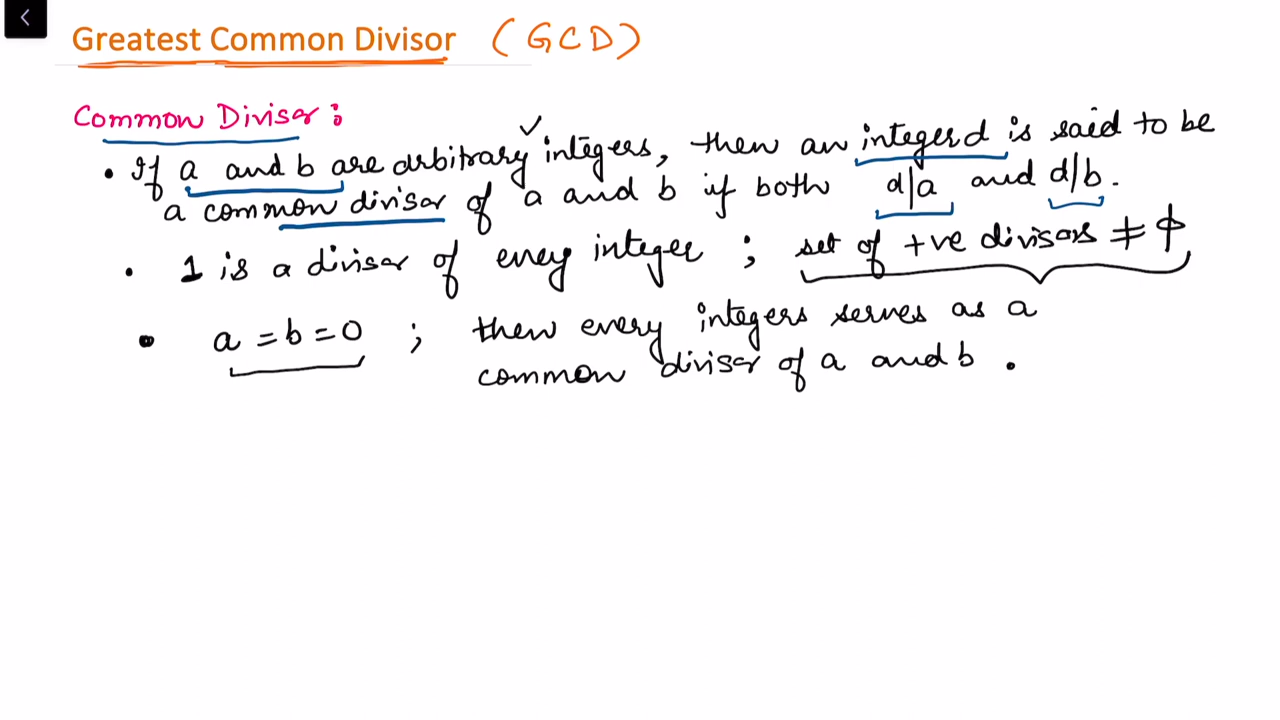 Greatest Common Divisor (GCD)
Common Divisor :
• If a and b are arbitrary integers, then an integer d is said to be
a common divisor of a and b if both d|a and d|b.
• 1 is a divisor of every integer ; set of +ve divisors ≠ ϕ
• a = b = 0 ; then every integers serves as a
common divisor of a and b .